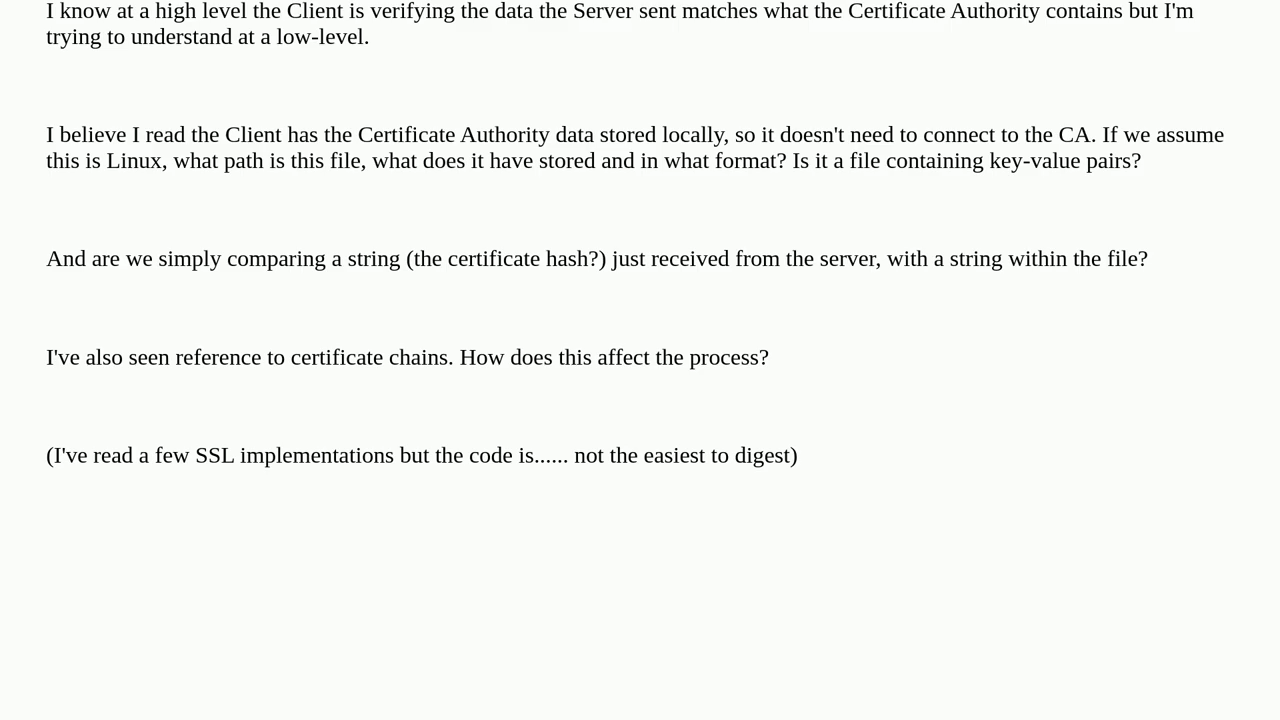 I know at a high level the Client is verifying the data the Server sent matches what the Certificate Authority contains but I'm
trying to understand at a low-level.
I believe I read the Client has the Certificate Authority data stored locally, so it doesn't need to connect to the CA. If we assume
this is Linux, what path is this file, what does it have stored and in what format? Is it a file containing key-value pairs?
And are we simply comparing a string (the certificate hash?) just received from the server, with a string within the file?
I've also seen reference to certificate chains. How does this affect the process?
(I've read a few SSL implementations but the code is...... not the easiest to digest)